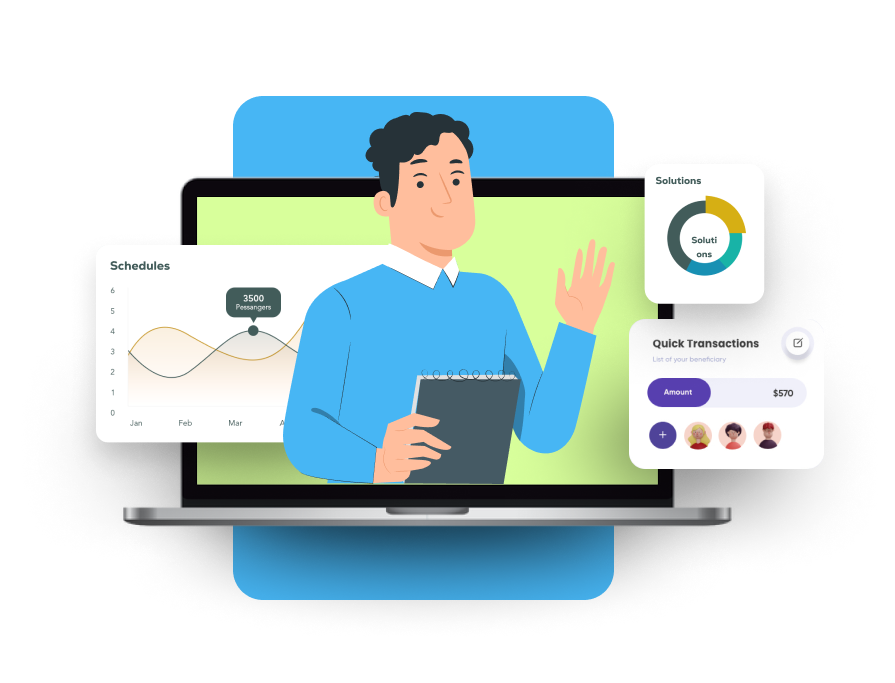 Solutions
Soluti
ons
Schedules
3500
Pessangers
6
5
4
3
2
1
0
Jan
Feb
Mar
Quick Transactions
List of your beneficiary
Amount
$570
+